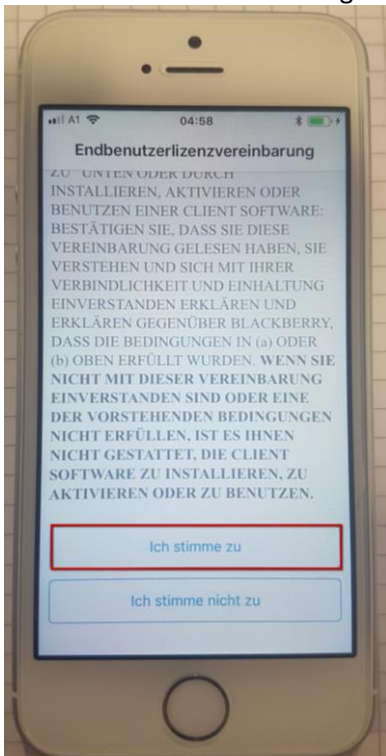 A1 04:58
Endbenutzerlizenzvereinbarung
ZU" UNTEN ODER DURCH
INSTALLIEREN, AKTIVIEREN ODER
BENUTZEN EINER CLIENT SOFTWARE:
BESTÄTIGEN SIE, DASS SIE DIESE
VEREINBARUNG GELESEN HABEN, SIE
VERSTEHEN UND SICH MIT IHRER
VERBINDLICHKEIT UND EINHALTUNG
EINVERSTANDEN ERKLÄREN UND
ERKLÄREN GEGENÜBER BLACKBERRY,
DASS DIE BEDINGUNGEN IN (a) ODER
(b) OBEN ERFÜLLT WURDEN. WENN SIE
NICHT MIT DIESER VEREINBARUNG
EINVERSTANDEN SIND ODER EINE
DER VORSTEHENDEN BEDINGUNGEN
NICHT ERFÜLLEN, IST ES IHNEN
NICHT GESTATTET, DIE CLIENT
SOFTWARE ZU INSTALLIEREN, ZU
AKTIVIEREN ODER ZU BENUTZEN.
Ich stimme zu
Ich stimme nicht zu